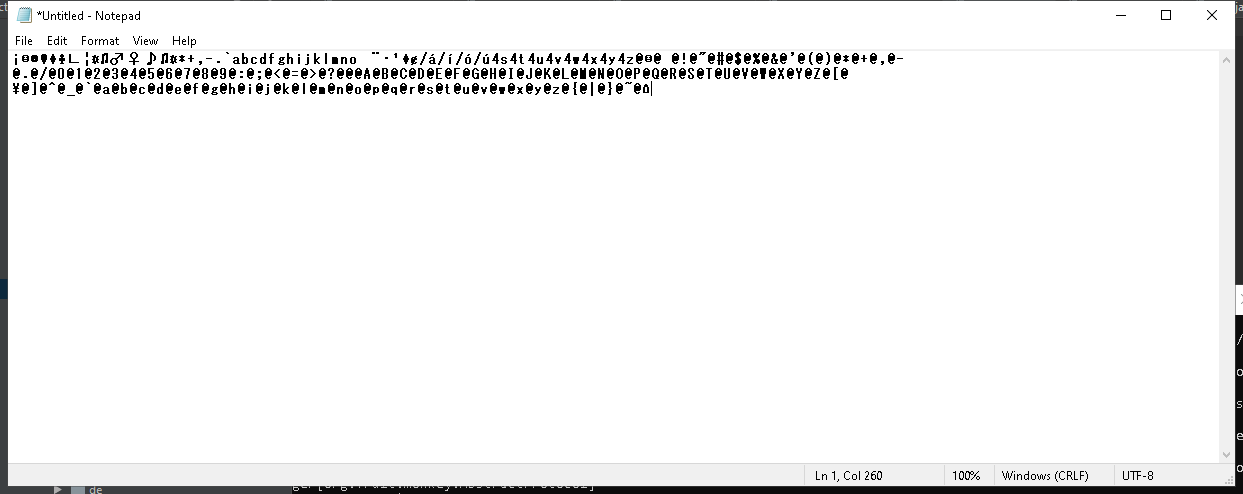 *Untitled - Notepad
File Edit Format View Help
¦♫♂♀♪♫*+,-.`abcdfghijklmno ¨·'♦¢/á/í/ó/ú4s4t4u4v4w4x4y4z@@ @!@~@#@$@%@&@'@(@)@*@+@,@-
@.@/@0@1@2@3@4@5@6@7@8@9@:@;@<@=@>@?@@@A@B@C@D@E@F@G@H@I@J@K@L@M@N@O@P@Q@R@S@T@U@V@W@X@Y@Z@[@
¥@]@^@_@`@a@b@c@d@e@f@g@h@i@j@k@l@m@n@o@p@q@r@s@t@u@v@w@x@y@z@{@|@}@~@⌂
Ln 1, Col 260 100% Windows (CRLF) UTF-8
de